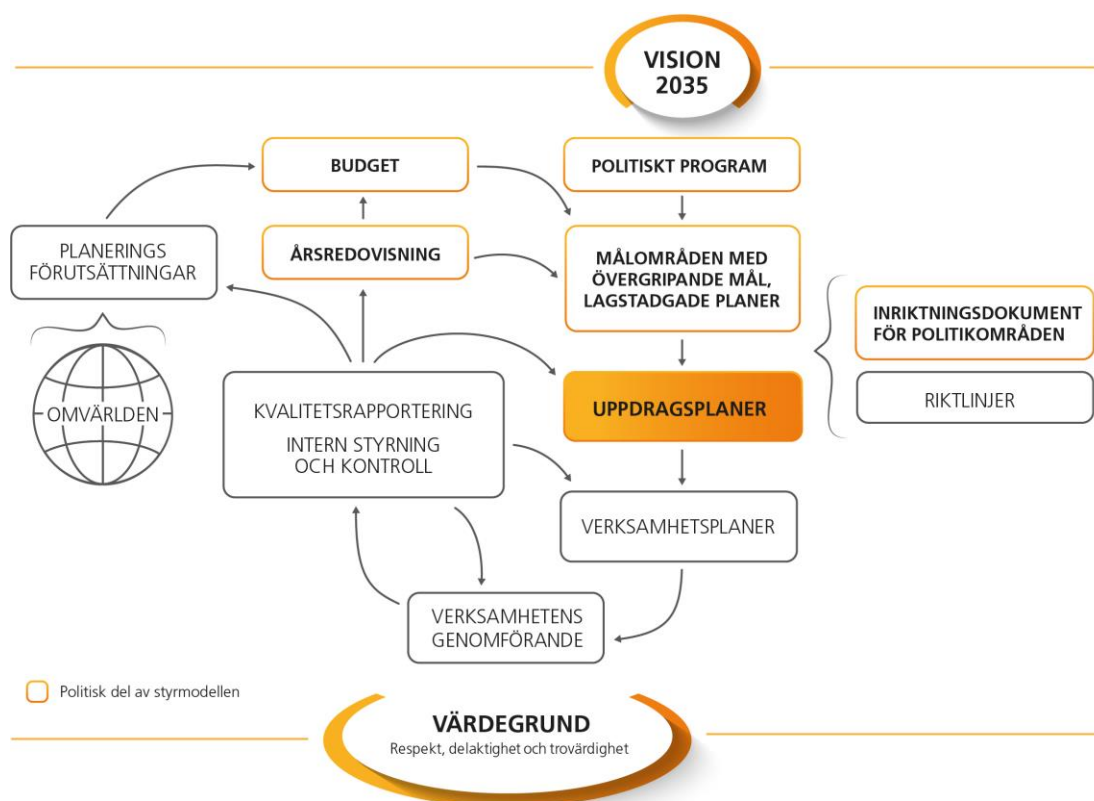 VISION
2035
BUDGET
POLITISKT PROGRAM
PLANERINGS
FÖRUTSÄTTNINGAR
ÅRSREDOVISNING
MÅLOMRÅDEN MED
ÖVERGRIPANDE MÅL,
LAGSTADGADE PLANER
INRIKTNINGSDOKUMENT
FÖR POLITIKOMRÅDEN
OMVÄRLDEN
KVALITETSRAPPORTERING
INTERN STYRNING
OCH KONTROLL
UPPDRAGSPLANER
RIKTLINJER
VERKSAMHETSPLANER
VERKSAMHETENS
GENOMFÖRANDE
Politisk del av styrmodellen
VÄRDEGRUND
Respekt, delaktighet och trovärdighet